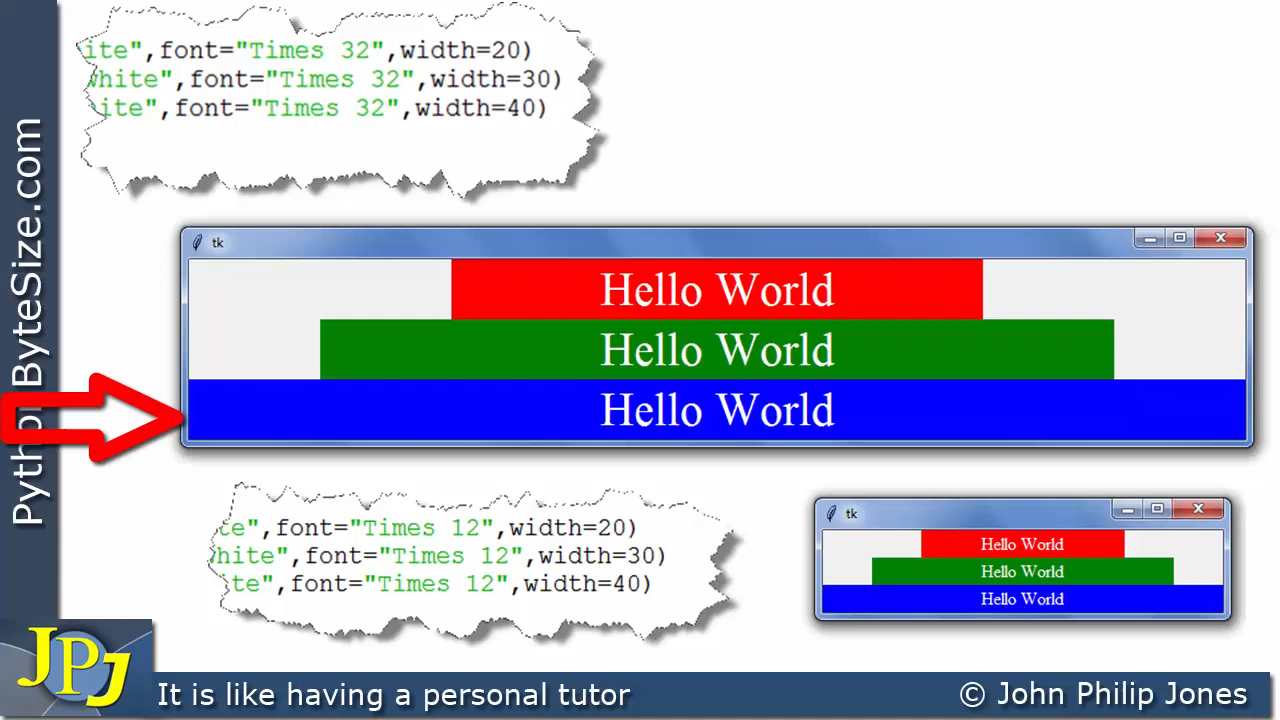 ite",font="Times 32",width=20)
white",font="Times 32",width=30)
ite",font="Times 32",width=40)
tk
Hello World
Hello World
Hello World
te",font="Times 12",width=20)
hite",font="Times 12",width=30)
ite",font="Times 12",width=40)
tk
Hello World
Hello World
Hello World
PythonByteSize.com
JPJ
It is like having a personal tutor
© John Philip Jones